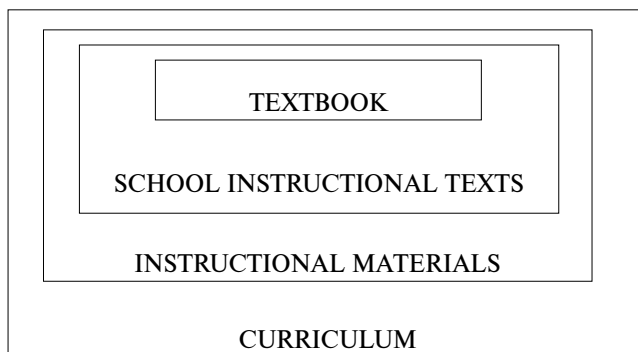 TEXTBOOK
SCHOOL INSTRUCTIONAL TEXTS
INSTRUCTIONAL MATERIALS
CURRICULUM